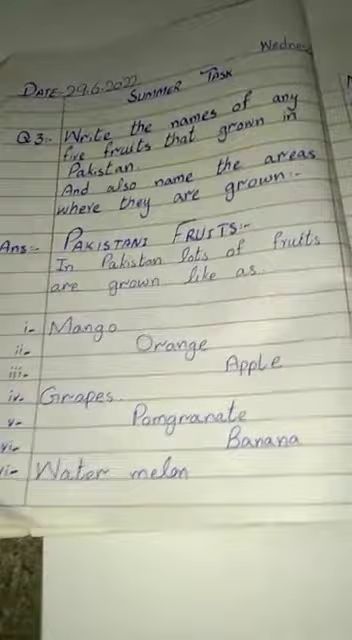 Wednes
DATE-29.6.2022
SUMMER TASK
Q3:- Write the names of any
five fruits that grown in
Pakistan
And also name the areas
where they are grown:-
Ans:- PAKISTANI FRUITS:-
In Pakistan lots of fruits
are grown like as
i- Mango
ii- Orange
iii- Apple
iv- Grapes
v- Pomgranate
vi- Banana
vi- Water melon